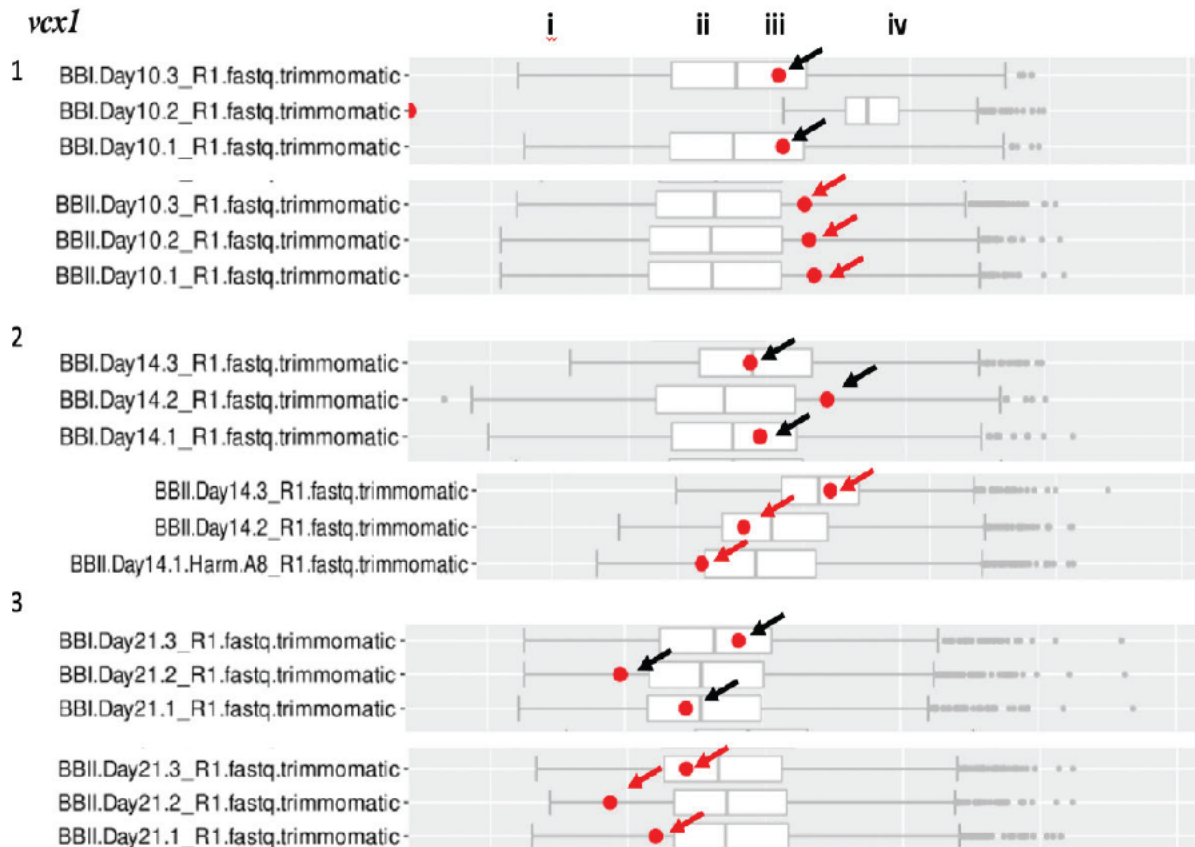 vcx1 i ii iii iv
1
BBI.Day10.3_R1.fastq.trimmomatic
BBI.Day10.2_R1.fastq.trimmomatic
BBI.Day10.1_R1.fastq.trimmomatic
BBII.Day10.3_R1.fastq.trimmomatic
BBII.Day10.2_R1.fastq.trimmomatic
BBII.Day10.1_R1.fastq.trimmomatic
2
BBI.Day14.3_R1.fastq.trimmomatic
BBI.Day14.2_R1.fastq.trimmomatic
BBI.Day14.1_R1.fastq.trimmomatic
BBII.Day14.3_R1.fastq.trimmomatic
BBII.Day14.2_R1.fastq.trimmomatic
BBII.Day14.1.Harm.A8_R1.fastq.trimmomatic
3
BBI.Day21.3_R1.fastq.trimmomatic
BBI.Day21.2_R1.fastq.trimmomatic
BBI.Day21.1_R1.fastq.trimmomatic
BBII.Day21.3_R1.fastq.trimmomatic
BBII.Day21.2_R1.fastq.trimmomatic
BBII.Day21.1_R1.fastq.trimmomatic